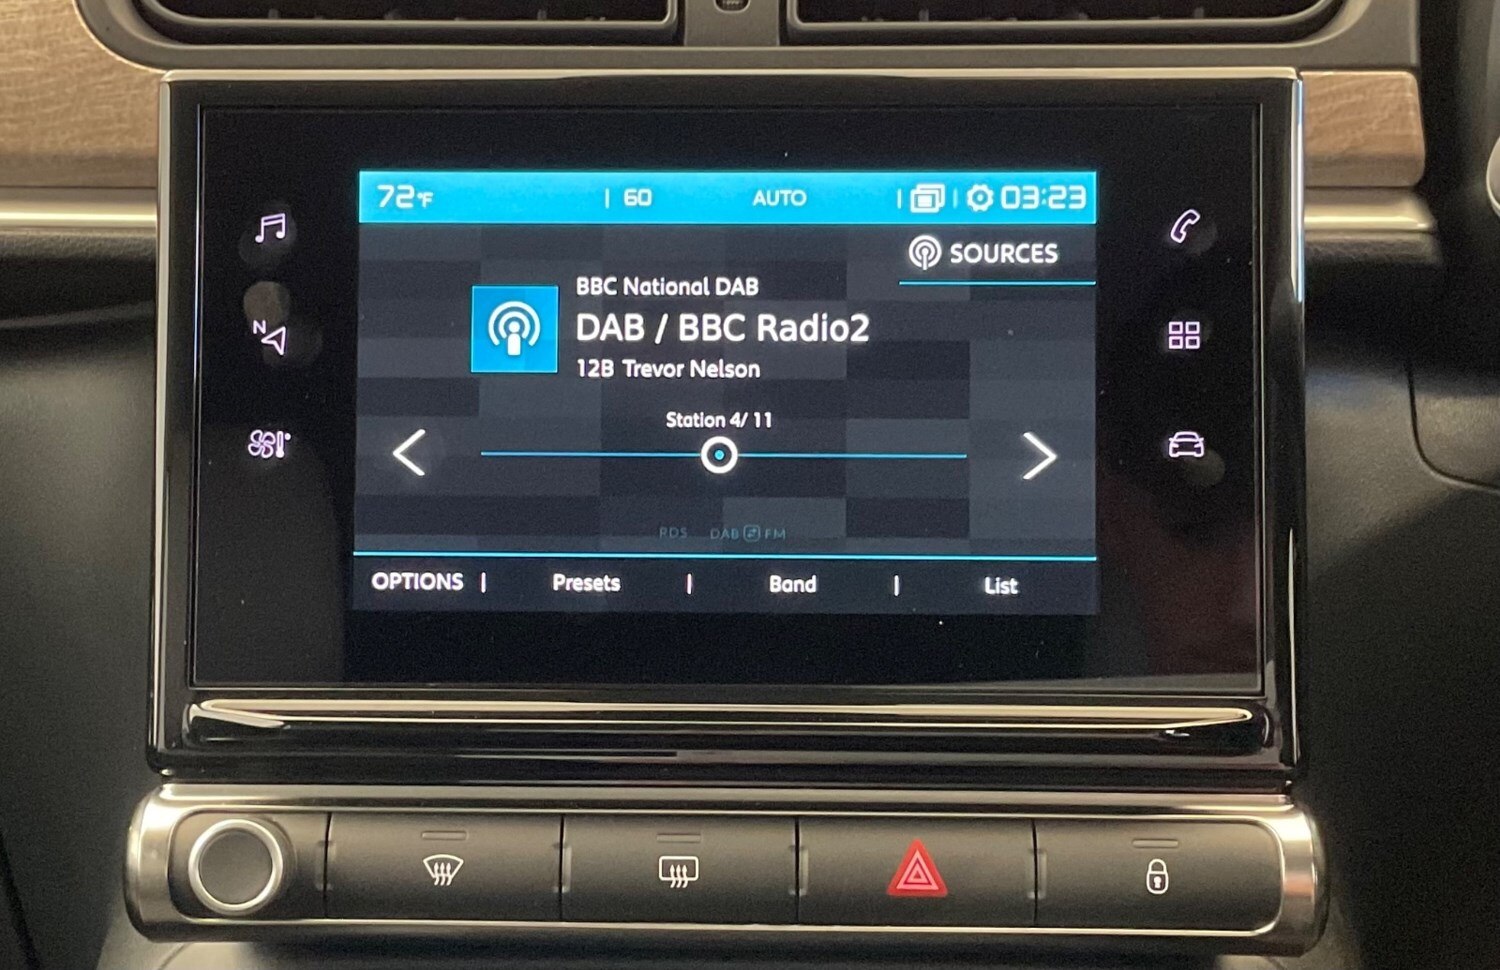 72°F | 60 AUTO | | 03:23
SOURCES
BBC National DAB
DAB / BBC Radio2
12B Trevor Nelson
Station 4/ 11
N
RDS DAB FM
OPTIONS | Presets | Band | List